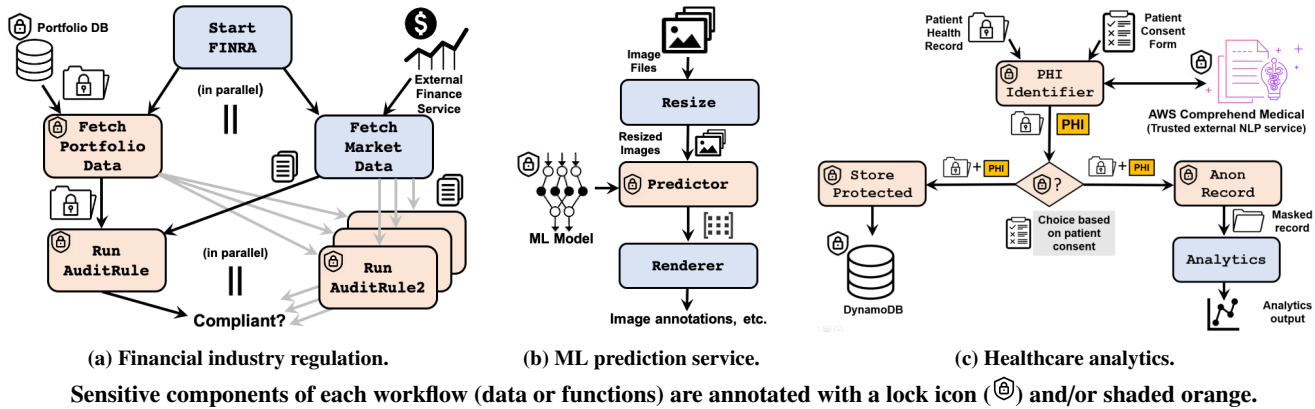 Portfolio DB
Start
FINRA
External
Finance
Service
(in parallel)
||
Fetch
Portfolio
Data
Fetch
Market
Data
Run
AuditRule
(in parallel)
||
Run
AuditRule2
Compliant?
(a) Financial industry regulation.
Image
Files
Resize
Resized
Images
Predictor
ML Model
Renderer
Image annotations, etc.
(b) ML prediction service.
Patient
Health
Record
Patient
Consent
Form
PHI
Identifier
AWS Comprehend Medical
(Trusted external NLP service)
PHI
+ PHI
+ PHI
Store
Protected
?
Anon
Record
Choice based
on patient
consent
Masked
record
Analytics
DynamoDB
Analytics
output
(c) Healthcare analytics.
Sensitive components of each workflow (data or functions) are annotated with a lock icon ( ) and/or shaded orange.